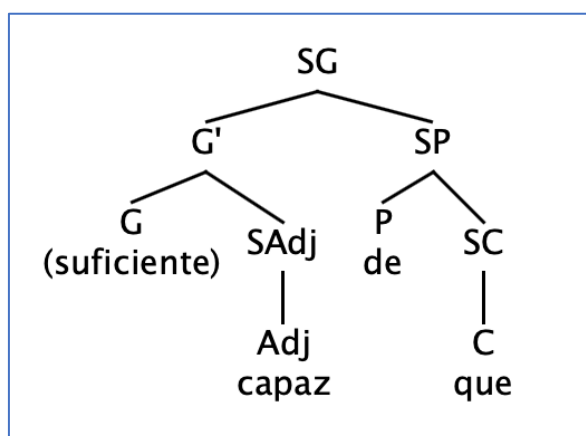 SG
G' SP
G SAdj P SC
(suficiente) de
Adj C
capaz que